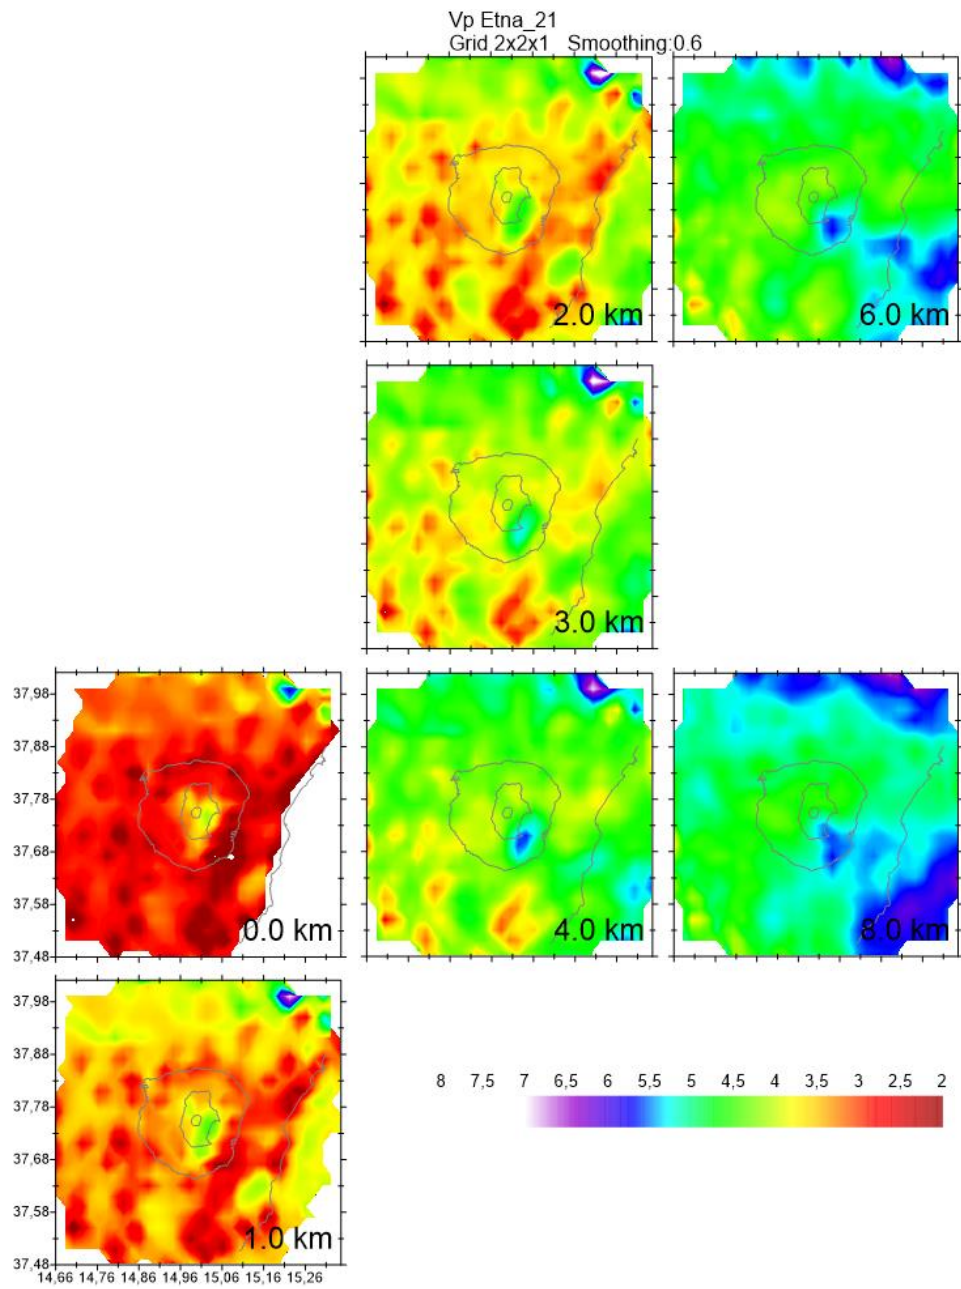 Vp Etna_21
Grid 2x2x1 Smoothing:0.6
2.0 km
6.0 km
3.0 km
37,98
37,88
37,78
37,68
37,58
37,48
0.0 km
4.0 km
8.0 km
37,98
37,88
37,78
37,68
37,58
37,48
1.0 km
14,66 14,76 14,86 14,96 15,06 15,16 15,26
8 7,5 7 6,5 6 5,5 5 4,5 4 3,5 3 2,5 2